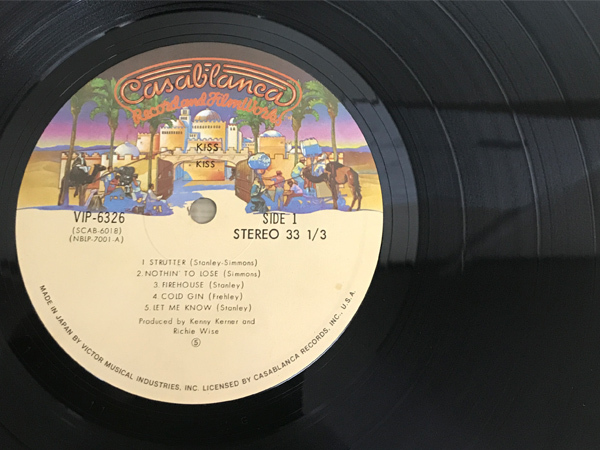 Casablanca
Record and FilmWorks
KISS
KISS
VIP-6326
(SCAB-6018)
(NBLP-7001-A)
SIDE 1
STEREO 33 1/3
1. STRUTTER (Stanley-Simmons)
2. NOTHIN' TO LOSE (Simmons)
3. FIREHOUSE (Stanley)
4. COLD GIN (Frehley)
5. LET ME KNOW (Stanley)
Produced by Kenny Kerner and
Richie Wise
Ⓢ
MADE IN JAPAN BY VICTOR MUSICAL INDUSTRIES, INC. LICENSED BY CASABLANCA RECORDS, INC., U.S.A.